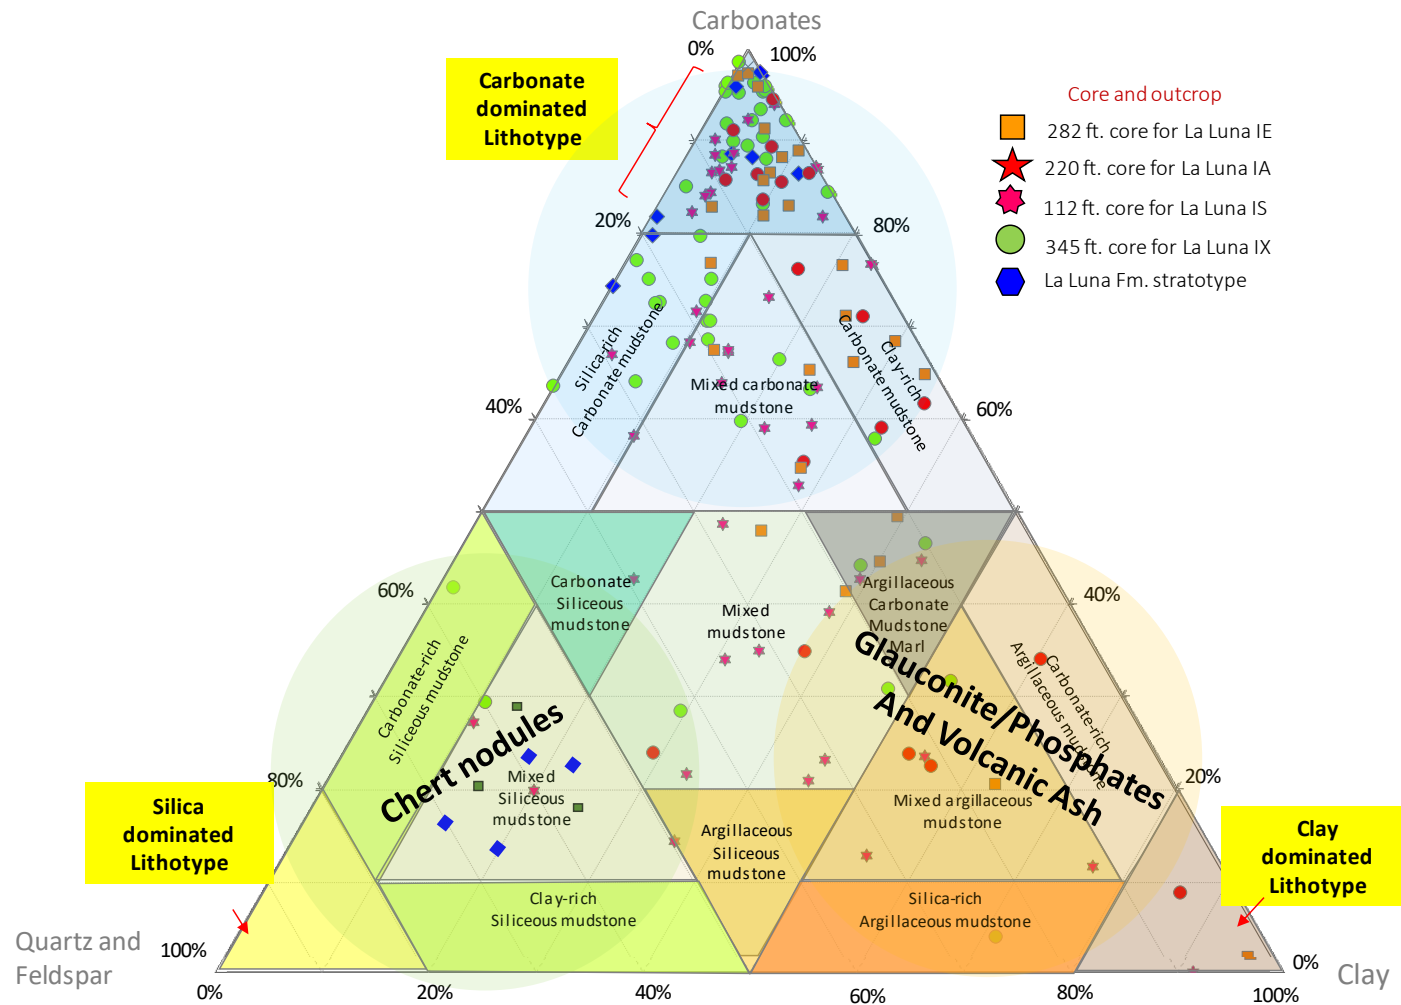 Carbonates
0%
100%
Carbonate
dominated
Lithotype
Core and outcrop
282 ft. core for La Luna IE
220 ft. core for La Luna IA
112 ft. core for La Luna IS
345 ft. core for La Luna IX
La Luna Fm. stratotype
20%
80%
Silica-rich
Carbonate mudstone
Mixed carbonate
mudstone
Clay-rich
Carbonate mudstone
40%
60%
60%
40%
Carbonate
Siliceous
mudstone
Mixed
mudstone
Argillaceous
Carbonate
Mudstone
Marl
Carbonate-rich
Siliceous mudstone
Carbonate-rich
Argillaceous mudstone
Glauconite/Phosphates
And Volcanic Ash
Chert nodules
Mixed
Siliceous
mudstone
80%
20%
Mixed argillaceous
mudstone
Silica
dominated
Lithotype
Argillaceous
Siliceous
mudstone
Clay
dominated
Lithotype
Clay-rich
Siliceous mudstone
Silica-rich
Argillaceous mudstone
Quartz and
Feldspar
100%
0%
Clay
0%
20%
40%
60%
80%
100%